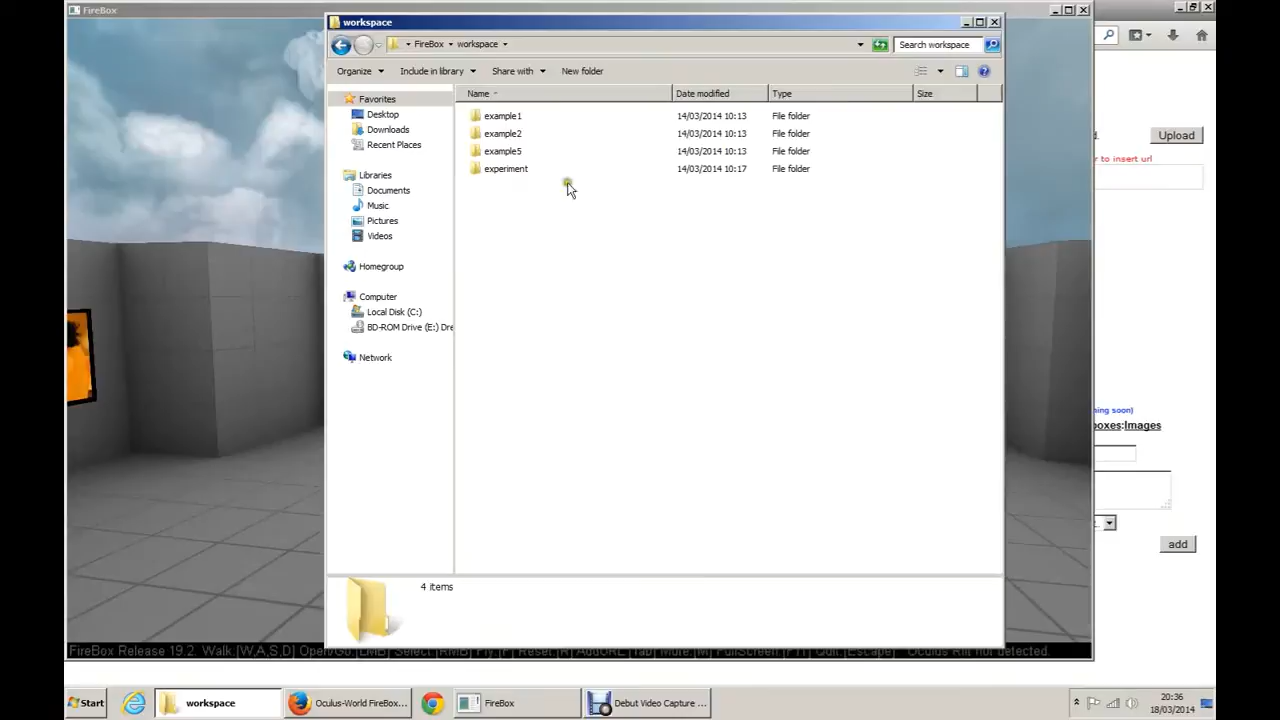 FireBox
workspace
FireBox workspace
Search workspace
Organize Include in library Share with New folder
Name Date modified Type Size
Favorites
Desktop
Downloads
Recent Places
Libraries
Documents
Music
Pictures
Videos
Homegroup
Computer
Local Disk (C:)
BD-ROM Drive (E:) Dre
Network
example1 14/03/2014 10:13 File folder
example2 14/03/2014 10:13 File folder
example5 14/03/2014 10:13 File folder
experiment 14/03/2014 10:17 File folder
4 items
Upload
r to insert url
ning soon)
boxes:Images
add
FireBox Release 19.2. Walk:[W,A,S,D] Open/Go:[LMB] Select:[RMB] Fly:[F] Reset:[R] AddURL:[Tab] Mute:[M] FullScreen:[F11] Quit:[Escape] Oculus Rift not detected.
Start
workspace
Oculus-World FireBox...
FireBox
Debut Video Capture ...
20:36
18/03/2014